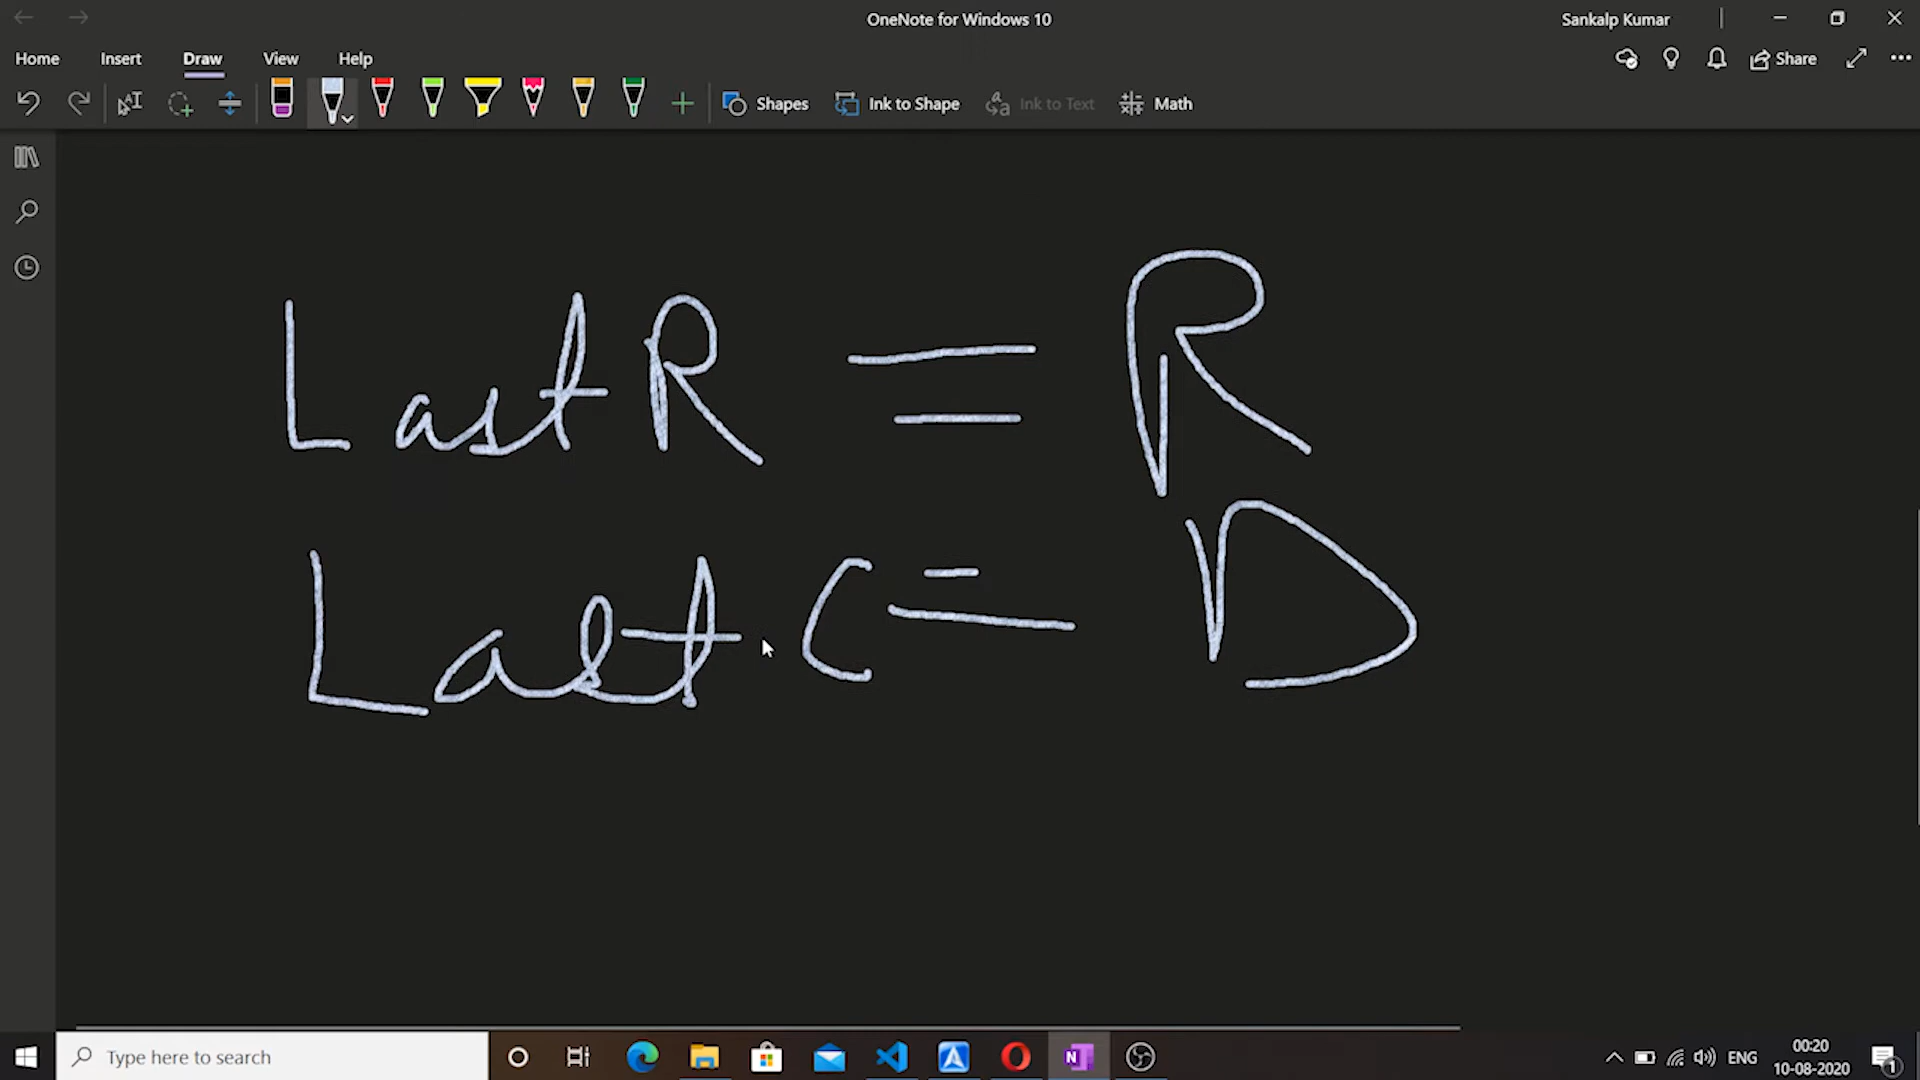 OneNote for Windows 10
Sankalp Kumar
Home Insert Draw View Help
Share
Shapes Ink to Shape Ink to Text Math
Last R = R
Last C = D
Type here to search
ENG
00:20
10-08-2020
1